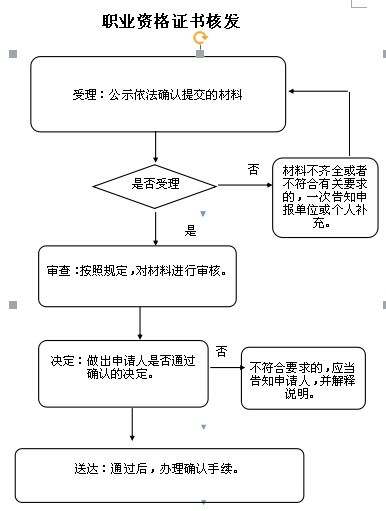 职业资格证书核发
受理：公示依法确认提交的材料
是否受理
否
材料不齐全或者
不符合有关要求
的，一次告知申
报单位或个人补
充。
是
审查：按照规定，对材料进行审核。
决定：做出申请人是否通过
确认的决定。
否
不符合要求的，应当
告知申请人，并解释
说明。
送达：通过后，办理确认手续。